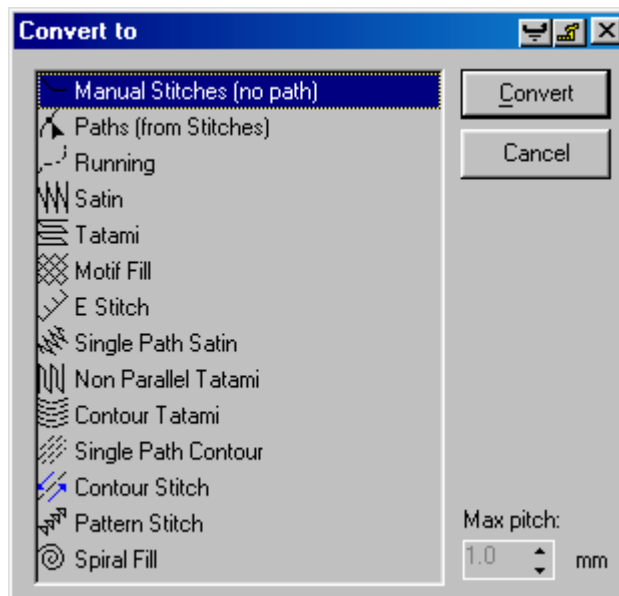 Convert to
Manual Stitches (no path)
Paths (from Stitches)
Running
Satin
Tatami
Motif Fill
E Stitch
Single Path Satin
Non Parallel Tatami
Contour Tatami
Single Path Contour
Contour Stitch
Pattern Stitch
Spiral Fill
Convert
Cancel
Max pitch:
1.0 mm